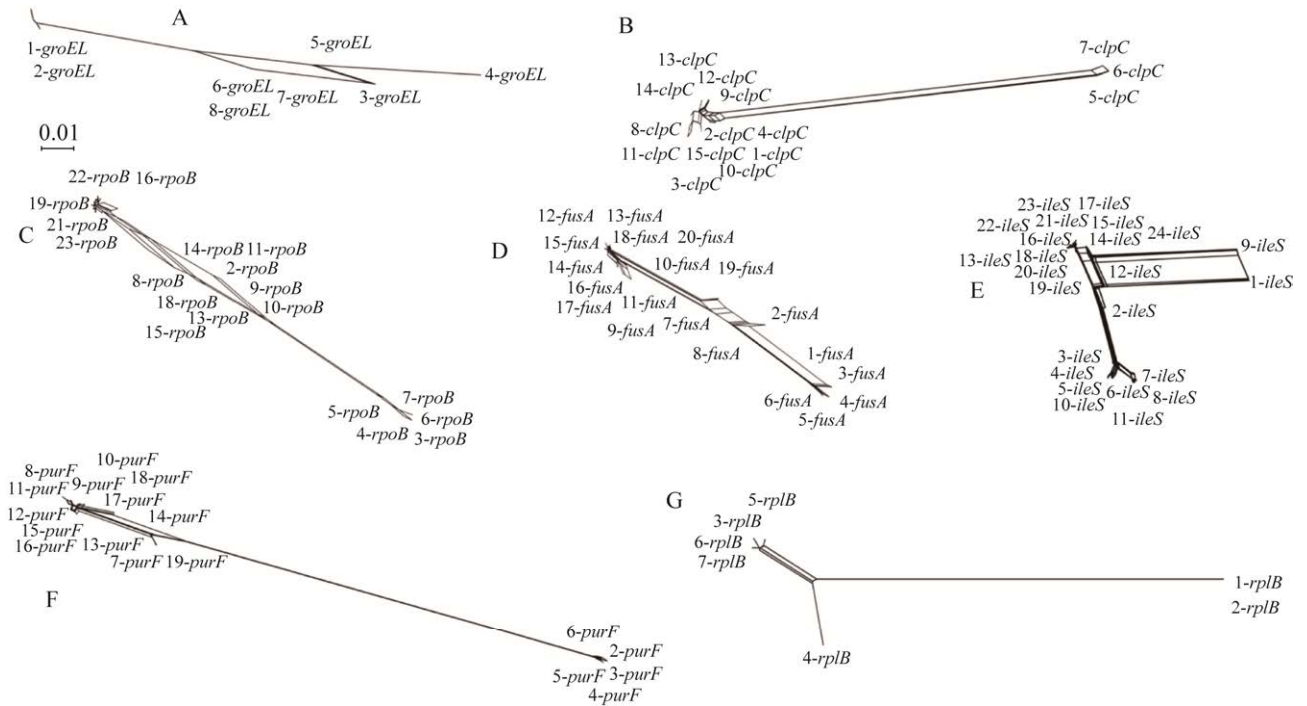 A
1-groEL
2-groEL
5-groEL
4-groEL
6-groEL
7-groEL
3-groEL
8-groEL
0.01
B
13-clpC
12-clpC
14-clpC
9-clpC
7-clpC
6-clpC
5-clpC
8-clpC
2-clpC
4-clpC
11-clpC
15-clpC
1-clpC
10-clpC
3-clpC
C
22-rpoB
16-rpoB
19-rpoB
21-rpoB
23-rpoB
14-rpoB
11-rpoB
2-rpoB
8-rpoB
9-rpoB
18-rpoB
10-rpoB
13-rpoB
15-rpoB
7-rpoB
5-rpoB
6-rpoB
4-rpoB
3-rpoB
D
12-fusA
13-fusA
15-fusA
18-fusA
20-fusA
14-fusA
10-fusA
19-fusA
16-fusA
17-fusA
11-fusA
9-fusA
7-fusA
2-fusA
8-fusA
1-fusA
3-fusA
6-fusA
4-fusA
5-fusA
E
23-ileS
17-ileS
22-ileS
21-ileS
15-ileS
16-ileS
14-ileS
24-ileS
9-ileS
13-ileS
18-ileS
12-ileS
20-ileS
1-ileS
19-ileS
2-ileS
3-ileS
4-ileS
7-ileS
5-ileS
6-ileS
8-ileS
10-ileS
11-ileS
F
10-purF
8-purF
18-purF
11-purF
9-purF
17-purF
12-purF
14-purF
15-purF
16-purF
13-purF
7-purF
19-purF
6-purF
2-purF
5-purF
3-purF
4-purF
G
5-rplB
3-rplB
6-rplB
7-rplB
1-rplB
2-rplB
4-rplB